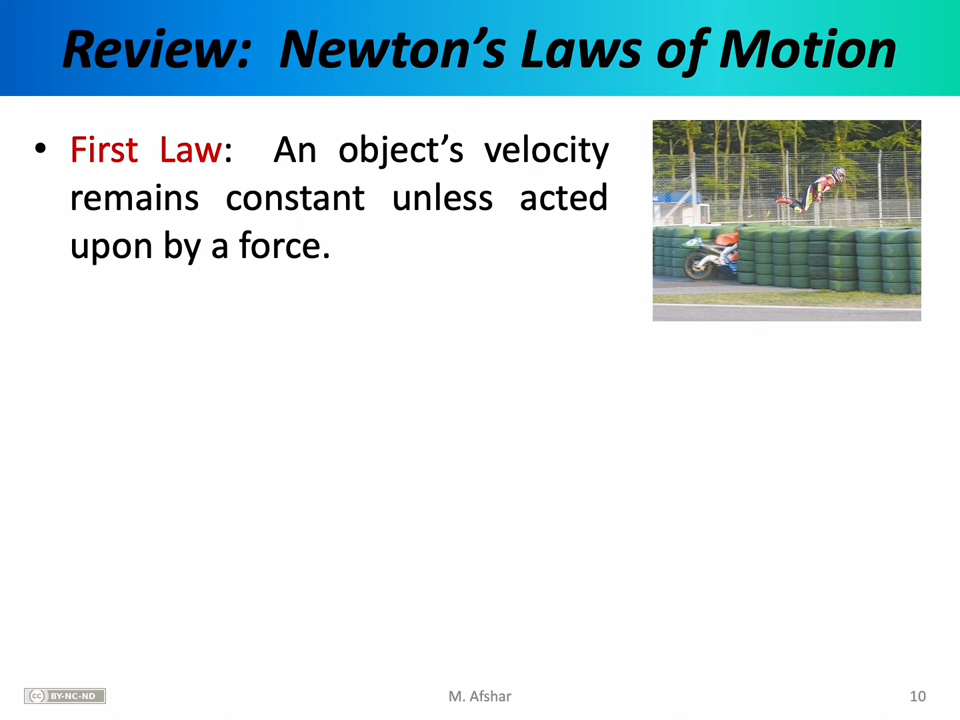 Review: Newton's Laws of Motion
• First Law: An object's velocity
remains constant unless acted
upon by a force.
cc BY-NC-ND
M. Afshar
10